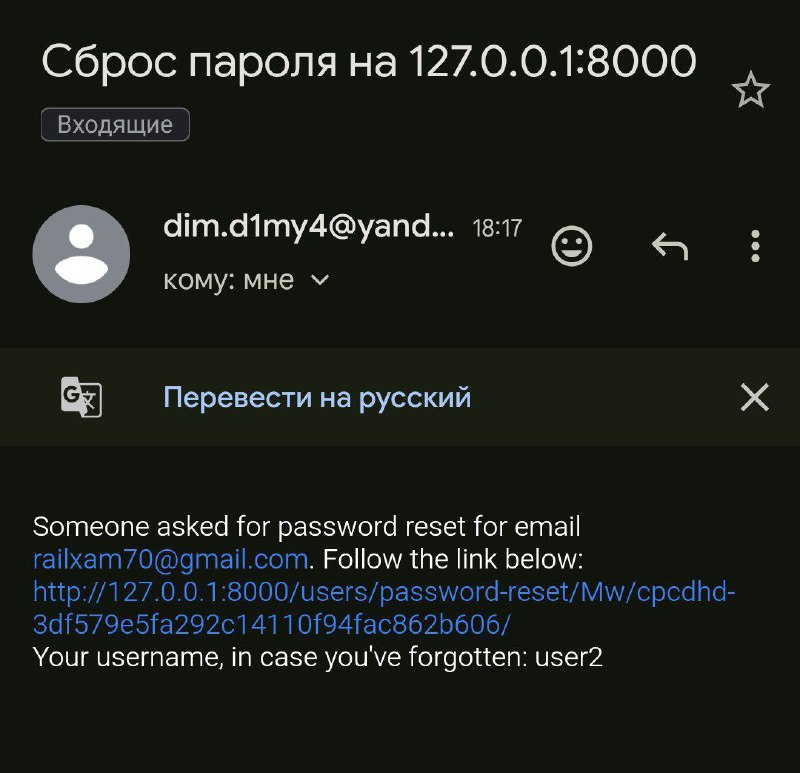 Сброс пароля на 127.0.0.1:8000
Входящие
dim.d1my4@yand... 18:17
кому: мне
Перевести на русский
Someone asked for password reset for email
railxam70@gmail.com. Follow the link below:
http://127.0.0.1:8000/users/password-reset/Mw/cpcdhd-
3df579e5fa292c14110f94fac862b606/
Your username, in case you've forgotten: user2